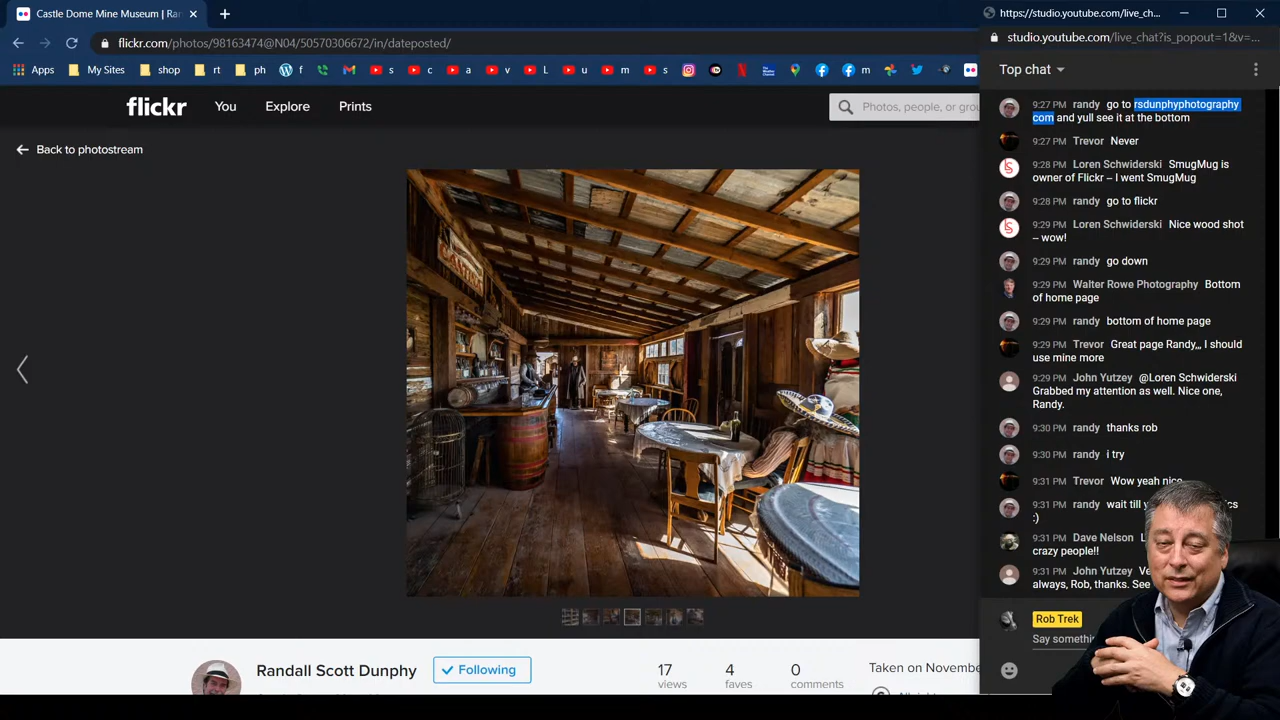 Castle Dome Mine Museum | Ran
https://studio.youtube.com/live_ch...
flickr.com/photos/98163474@N04/50570306672/in/dateposted/
studio.youtube.com/live_chat?is_popout=1&v=...
Apps My Sites shop rt ph f s c a v L u m s f m
flickr You Explore Prints
Photos, people, or grou
Back to photostream
CANTINA
Randall Scott Dunphy
Following
17
views
4
faves
0
comments
Taken on November
Top chat
9:27 PM randy go to rsdunphyphotography
com and yull see it at the bottom
9:27 PM Trevor Never
9:28 PM Loren Schwiderski SmugMug is
owner of Flickr – I went SmugMug
9:28 PM randy go to flickr
9:29 PM Loren Schwiderski Nice wood shot
– wow!
9:29 PM randy go down
9:29 PM Walter Rowe Photography Bottom
of home page
9:29 PM randy bottom of home page
9:29 PM Trevor Great page Randy,,, I should
use mine more
9:29 PM John Yutzey @Loren Schwiderski
Grabbed my attention as well. Nice one,
Randy.
9:30 PM randy thanks rob
9:30 PM randy i try
9:31 PM Trevor Wow yeah nice
9:31 PM randy wait till
:)
9:31 PM Dave Nelson
crazy people!!
9:31 PM John Yutzey
always, Rob, thanks. See
Rob Trek
Say somethin